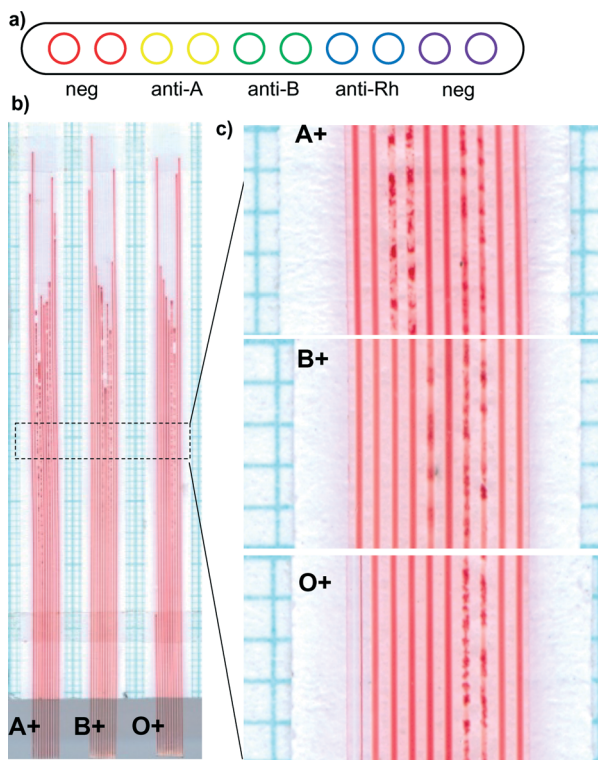 a)
neg anti-A anti-B anti-Rh neg
b)
c)
A+
B+
O+
A+ B+ O+